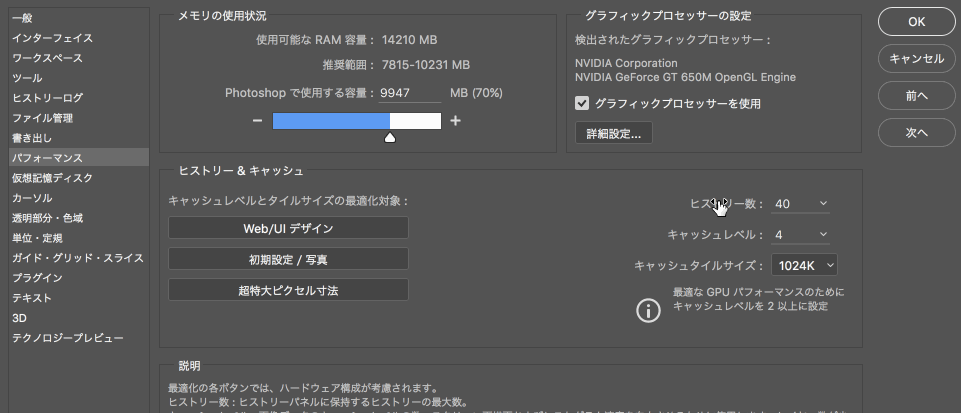 一般
インターフェイス
ワークスペース
ツール
ヒストリーログ
ファイル管理
書き出し
パフォーマンス
仮想記憶ディスク
カーソル
透明部分・色域
単位・定規
ガイド・グリッド・スライス
プラグイン
テキスト
3D
テクノロジープレビュー
メモリの使用状況
使用可能な RAM 容量： 14210 MB
推奨範囲： 7815-10231 MB
Photoshop で使用する容量： 9947 MB (70%)
− +
グラフィックプロセッサーの設定
検出されたグラフィックプロセッサー：
NVIDIA Corporation
NVIDIA GeForce GT 650M OpenGL Engine
グラフィックプロセッサーを使用
詳細設定...
OK
キャンセル
前へ
次へ
ヒストリー & キャッシュ
キャッシュレベルとタイルサイズの最適化対象：
Web/UI デザイン
初期設定 / 写真
超特大ピクセル寸法
ヒストリー数： 40
キャッシュレベル： 4
キャッシュタイルサイズ： 1024K
最適な GPU パフォーマンスのために
キャッシュレベルを 2 以上に設定
説明
最適化の各ボタンでは、ハードウェア構成が考慮されます。
ヒストリー数：ヒストリーパネルに保持するヒストリーの最大数。